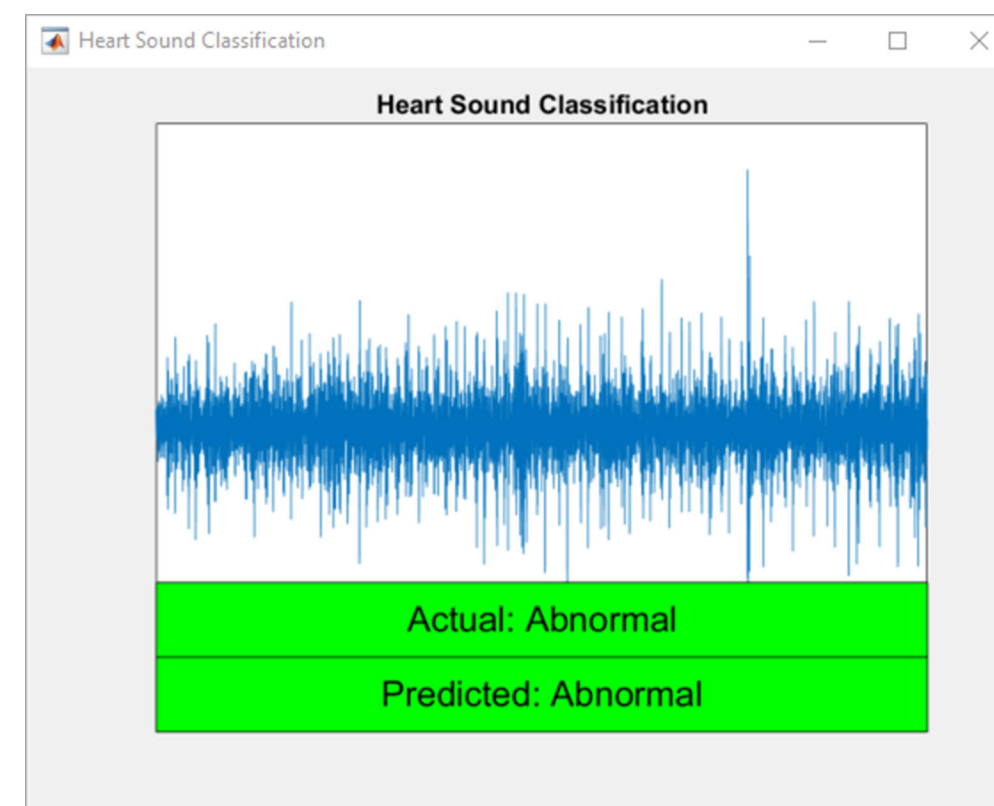 Heart Sound Classification
Heart Sound Classification
Actual: Abnormal
Predicted: Abnormal